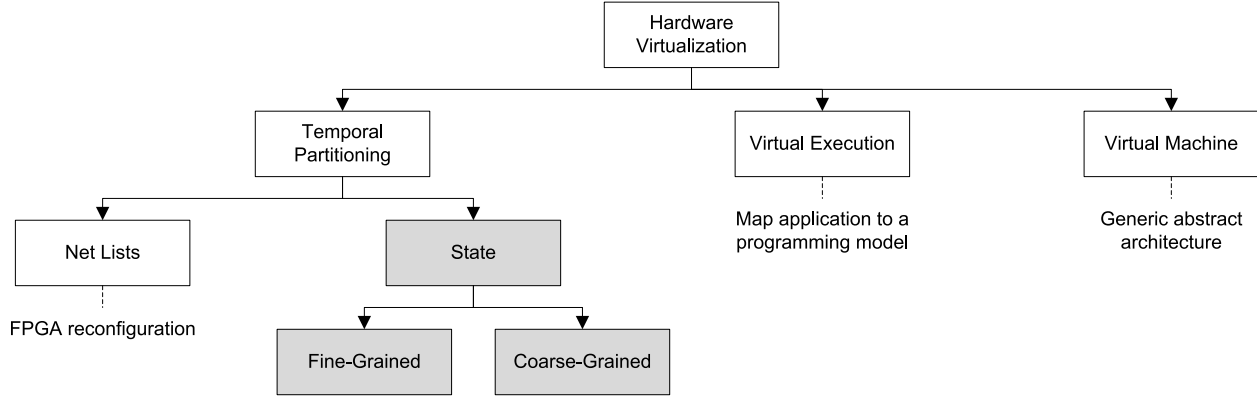 Hardware
Virtualization
Temporal
Partitioning
Virtual Execution
Virtual Machine
Map application to a
programming model
Generic abstract
architecture
Net Lists
State
FPGA reconfiguration
Fine-Grained
Coarse-Grained